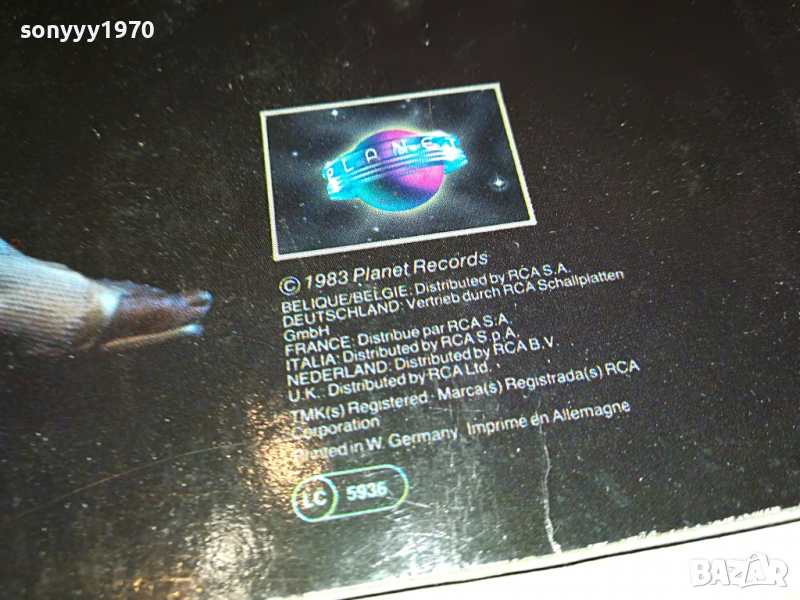 sonyyy1970
PLANET
© 1983 Planet Records
BELIQUE/BELGIE: Distributed by RCA S.A.
DEUTSCHLAND: Vertrieb durch RCA Schallplatten
GmbH
FRANCE: Distribué par RCA S.A.
ITALIA: Distributed by RCA S.p.A.
NEDERLAND: Distributed by RCA B.V.
U.K.: Distributed by RCA Ltd.
TMK(s) Registered. Marca(s) Registrada(s) RCA
Corporation
Printed in W. Germany. Imprimé en Allemagne
LC 5936
BAZAR